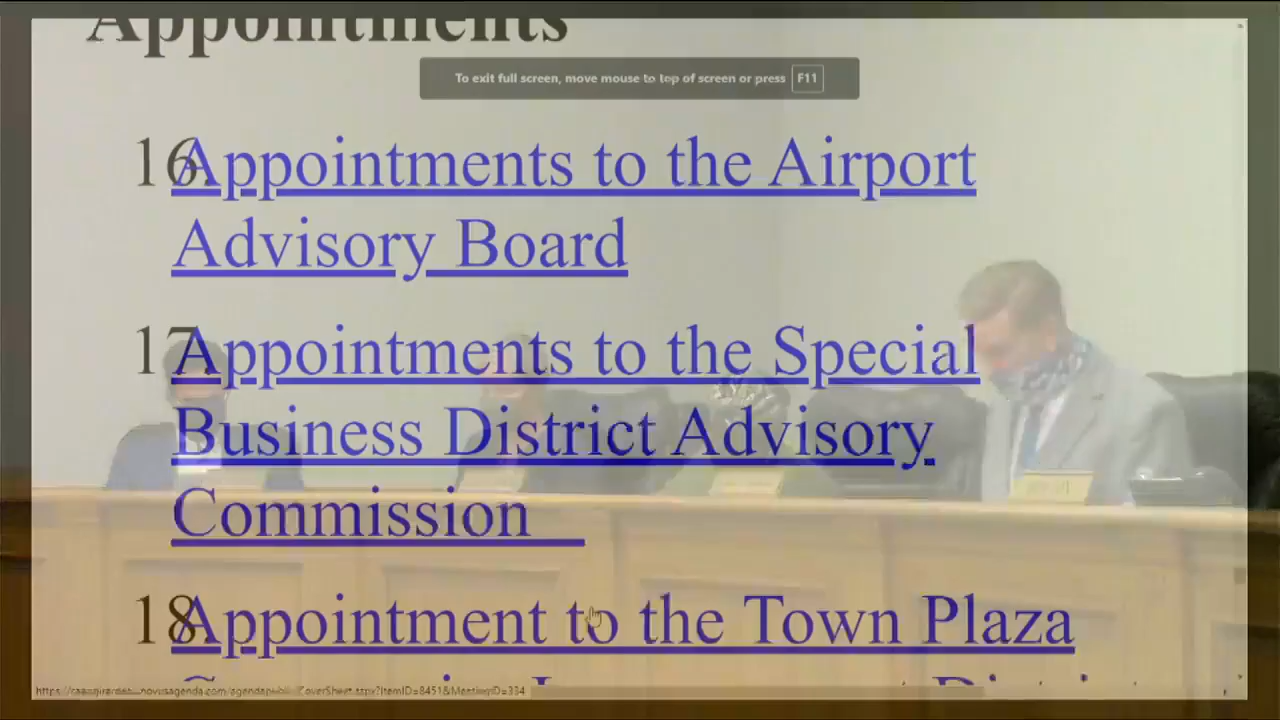 Appointments
To exit full screen, move mouse to top of screen or press F11
16. Appointments to the Airport
Advisory Board
17. Appointments to the Special
Business District Advisory
Commission
18. Appointment to the Town Plaza